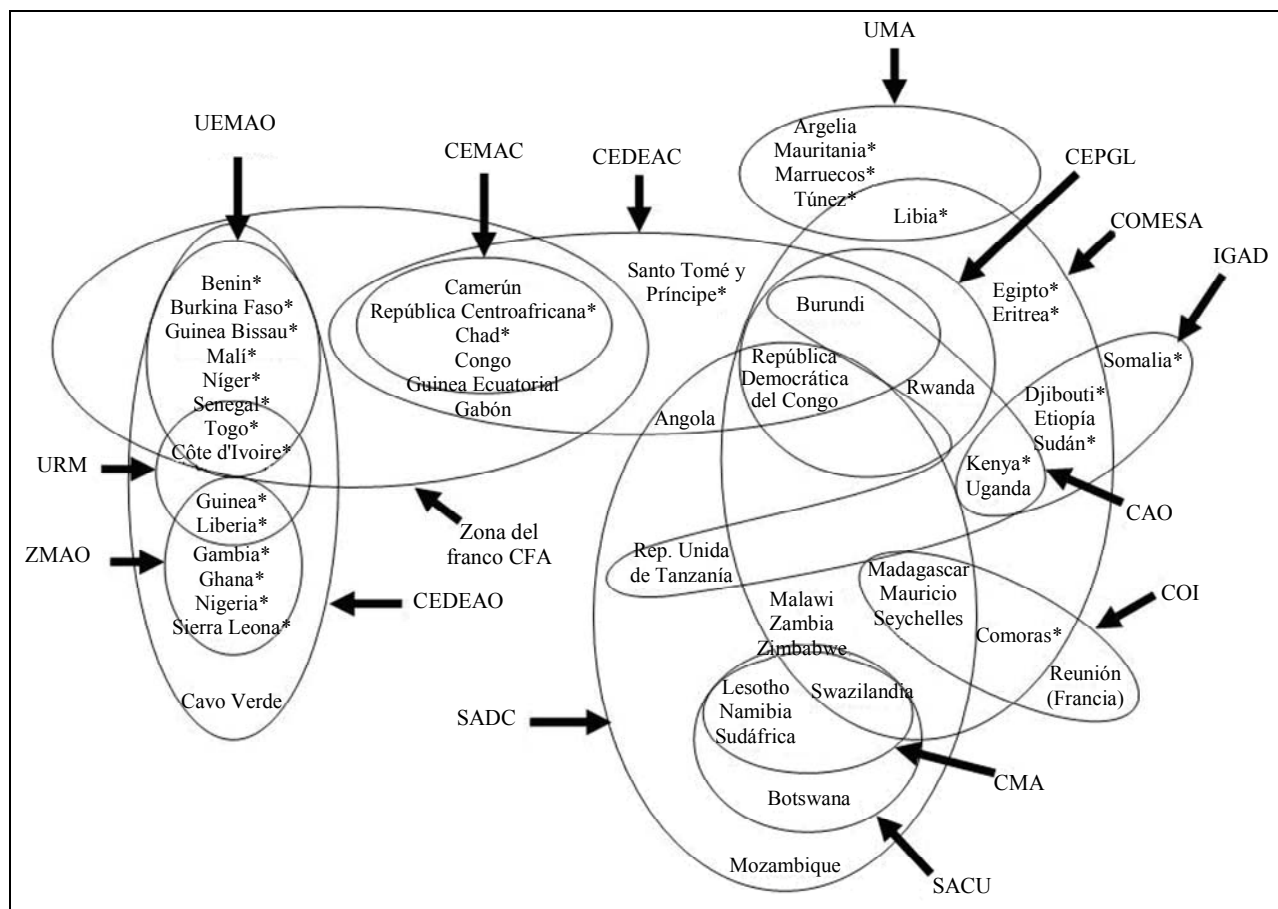 UMA
UEMAO
CEMAC
CEDEAC
CEPGL
COMESA
IGAD
Argelia
Mauritania*
Marruecos*
Túnez*
Libia*
Benin*
Burkina Faso*
Guinea Bissau*
Malí*
Níger*
Senegal*
Togo*
Côte d'Ivoire*
Camerún
República Centroafricana*
Chad*
Congo
Guinea Ecuatorial
Gabón
Santo Tomé y
Príncipe*
Burundi
Egipto*
Eritrea*
República
Democrática
del Congo
Rwanda
Angola
Somalia*
Djibouti*
Etiopía
Sudán*
Kenya*
Uganda
URM
Guinea*
Liberia*
ZMAO
Gambia*
Ghana*
Nigeria*
Sierra Leona*
Zona del
franco CFA
CEDEAO
CAO
Rep. Unida
de Tanzanía
Madagascar
Mauricio
Seychelles
COI
Malawi
Zambia
Zimbabwe
Comoras*
Reunión
(Francia)
Cavo Verde
SADC
Lesotho
Namibia
Sudáfrica
Swazilandia
CMA
Botswana
Mozambique
SACU